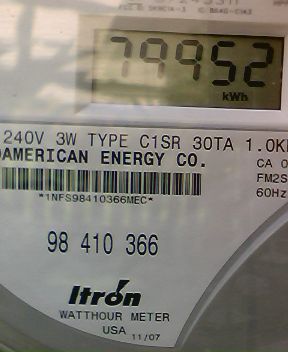 79952
kWh
240V 3W TYPE C1SR 30TA 1.0K
AMERICAN ENERGY CO.
CA 0
*1NFS98410366MEC*
FM2S
60Hz
98 410 366
Itron
WATTHOUR METER
USA 11/07